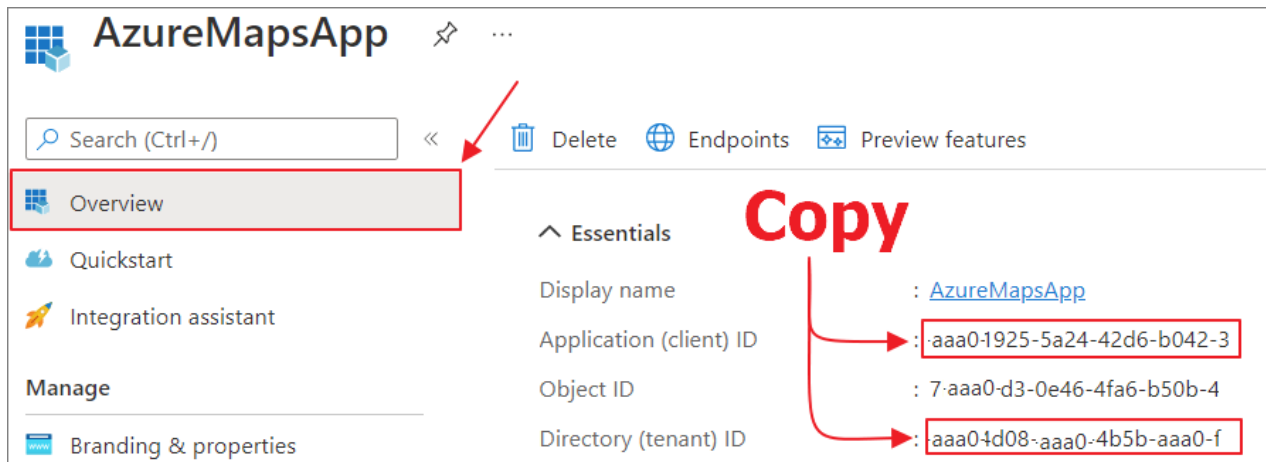 AzureMapsApp
...
Search (Ctrl+/)
«
Delete
Endpoints
Preview features
Overview
Copy
Essentials
Quickstart
Display name : AzureMapsApp
Integration assistant
Application (client) ID : -aaa0-1925-5a24-42d6-b042-3
Manage
Object ID : 7-aaa0-d3-0e46-4fa6-b50b-4
Branding & properties
Directory (tenant) ID : -aaa04d08-aaa0-4b5b-aaa0-f